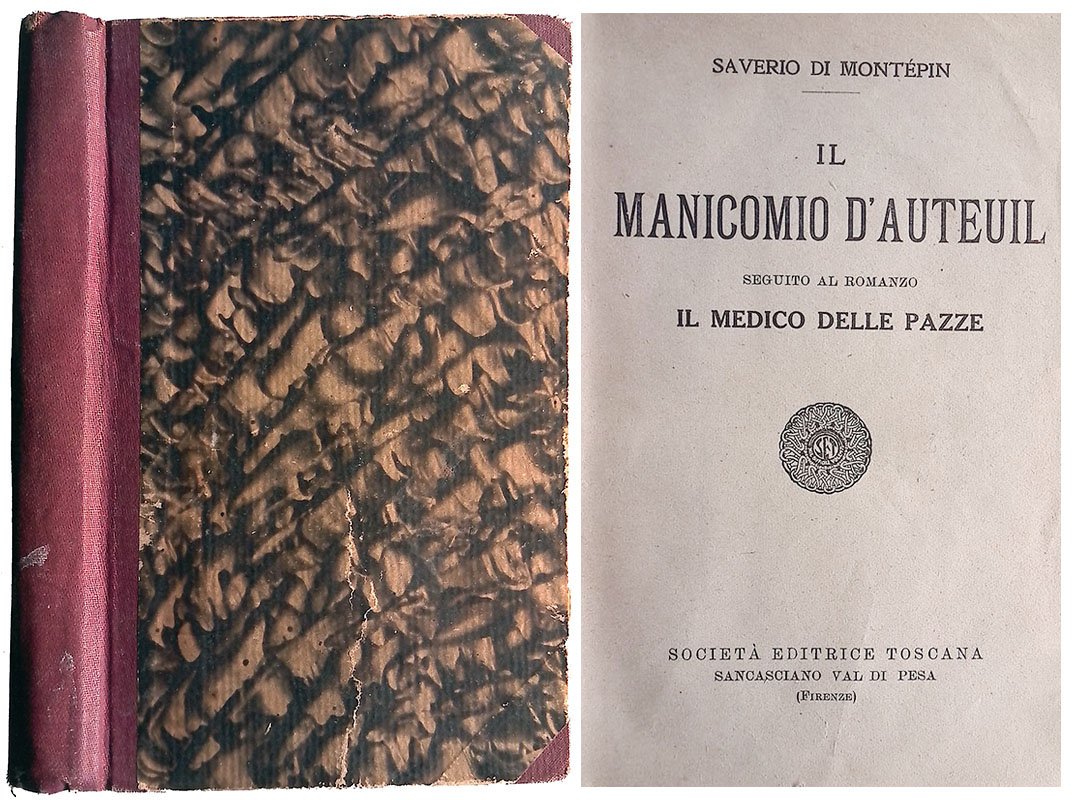 SAVERIO DI MONTÉPIN
IL
MANICOMIO D'AUTEUIL
SEGUITO AL ROMANZO
IL MEDICO DELLE PAZZE
SOCIETÀ EDITRICE TOSCANA
SANCASCIANO VAL DI PESA
(FIRENZE)